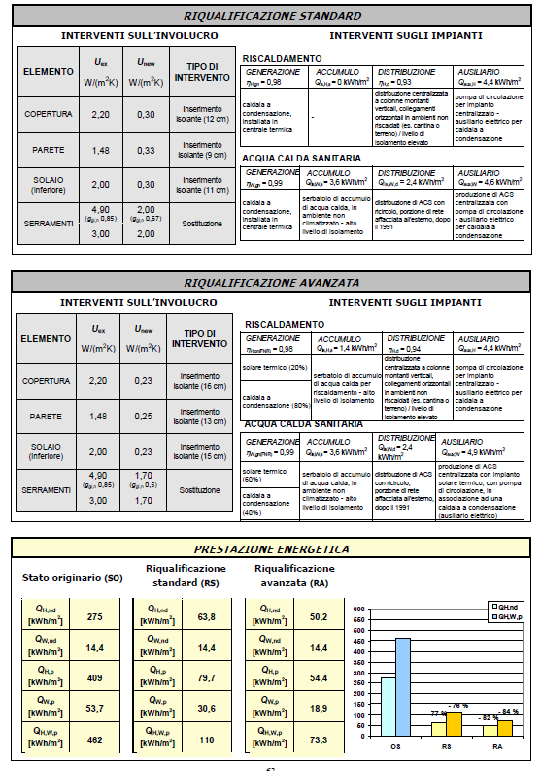 RIQUALIFICAZIONE STANDARD
INTERVENTI SULL'INVOLUCRO
INTERVENTI SUGLI IMPIANTI
ELEMENTO
Uex
W/(m²K)
Unew
W/(m²K)
TIPO DI
INTERVENTO
COPERTURA
2,20
0,30
Inserimento
isolante (12 cm)
PARETE
1,48
0,33
Inserimento
isolante (9 cm)
SOLAIO
(inferiore)
2,00
0,30
Inserimento
isolante (11 cm)
SERRAMENTI
4,90
(ggl,n 0,85)
3,00
2,00
(ggl,n 0,67)
2,00
Sostituzione
RISCALDAMENTO
GENERAZIONE
ηH,gn = 0,98
ACCUMULO
QH,l,s = 0 kWh/m²
DISTRIBUZIONE
ηH,d = 0,93
AUSILIARIO
Qaux,H = 4,4 kWh/m²
caldaia a
condensazione,
installata in
centrale termica
-
distribuzione centralizzata
a colonne montanti
verticali, collegamenti
orizzontali in ambienti non
riscaldati (es. cantina o
terreno) / livello di
isolamento elevato
pompa di circolazione
per impianto
centralizzato -
ausiliario elettrico per
caldaia a
condensazione
ACQUA CALDA SANITARIA
GENERAZIONE
= 0,99
ACCUMULO
= 3,6 kWh/m²
DISTRIBUZIONE
= 2,4 kWh/m²
AUSILIARIO
Qaux,W = 4,6 kWh/m²
caldaia a
condensazione,
installata in
centrale termica
serbatoio di accumulo
di acqua calda, in
ambiente non
climatizzato - alto
livello di isolamento
distribuzione di ACS con
ricircolo, porzione di rete
affacciata all'esterno, dopo
il 1991
produzione di ACS
centralizzata con
pompa di circolazione
- ausiliario elettrico
per caldaia a
condensazione
RIQUALIFICAZIONE AVANZATA
INTERVENTI SULL'INVOLUCRO
INTERVENTI SUGLI IMPIANTI
ELEMENTO
Uex
W/(m²K)
Unew
W/(m²K)
TIPO DI
INTERVENTO
COPERTURA
2,20
0,23
Inserimento
isolante (16 cm)
PARETE
1,48
0,25
Inserimento
isolante (13 cm)
SOLAIO
(inferiore)
2,00
0,23
Inserimento
isolante (15 cm)
SERRAMENTI
4,90
(ggl,n 0,85)
3,00
1,70
(ggl,n 0,5)
1,70
Sostituzione
RISCALDAMENTO
GENERAZIONE
= 0,98
ACCUMULO
= 1,4 kWh/m²
DISTRIBUZIONE
= 0,94
AUSILIARIO
Qaux,H = 4,4 kWh/m²
solare termico (20%)
caldaia a
condensazione (80%)
serbatoio di accumulo
di acqua calda per
riscaldamento - alto
livello di isolamento
distribuzione
centralizzata a colonne
montanti verticali,
collegamenti orizzontali
in ambienti non
riscaldati (es. cantina o
terreno) / livello di
isolamento elevato
pompa di circolazione
per impianto
centralizzato -
ausiliario elettrico per
caldaia a
condensazione
ACQUA CALDA SANITARIA
GENERAZIONE
= 0,99
ACCUMULO
= 3,6 kWh/m²
DISTRIBUZIONE
= 2,4
kWh/m²
AUSILIARIO
Qaux,W = 4,9 kWh/m²
solare termico
(60%)
caldaia a
condensazione
(40%)
serbatoio di accumulo
di acqua calda, in
ambiente non
climatizzato - alto
livello di isolamento
distribuzione di ACS
con ricircolo,
porzione di rete
affacciata all'esterno,
dopo il 1991
produzione di ACS
centralizzata con impianto
solare termico, con pompa
di circolazione, in
associazione ad una
caldaia a condensazione
(ausiliario elettrico)
PRESTAZIONE ENERGETICA
Stato originario (SO)
Riqualificazione
standard (RS)
Riqualificazione
avanzata (RA)
QH,nd
[kWh/m²]
275
QH,nd
[kWh/m²]
63,8
QH,nd
[kWh/m²]
50,2
QW,nd
[kWh/m²]
14,4
QW,nd
[kWh/m²]
14,4
QW,nd
[kWh/m²]
14,4
QH,p
[kWh/m²]
409
QH,p
[kWh/m²]
79,7
QH,p
[kWh/m²]
54,4
QW,p
[kWh/m²]
53,7
QW,p
[kWh/m²]
30,6
QW,p
[kWh/m²]
18,9
QH,W,p
[kWh/m²]
462
QH,W,p
[kWh/m²]
110
QH,W,p
[kWh/m²]
73,3
QH.nd
QH,W,p
600
550
500
450
400
350
300
250
200
150
100
50
0
- 77 %
- 76 %
- 82 %
- 84 %
OS
RS
RA